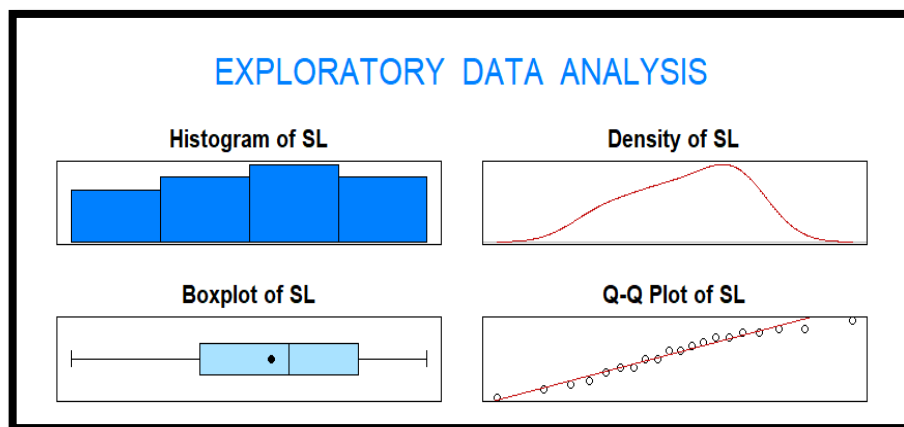 EXPLORATORY DATA ANALYSIS
Histogram of SL
Density of SL
Boxplot of SL
Q-Q Plot of SL